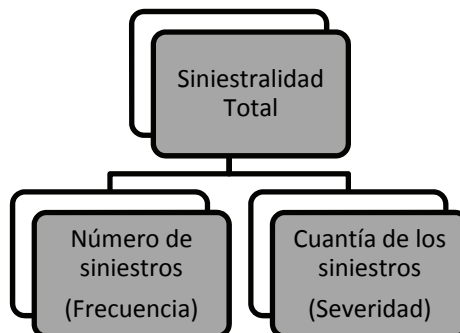 Siniestralidad
Total
Número de
siniestros
(Frecuencia)
Cuantía de los
siniestros
(Severidad)